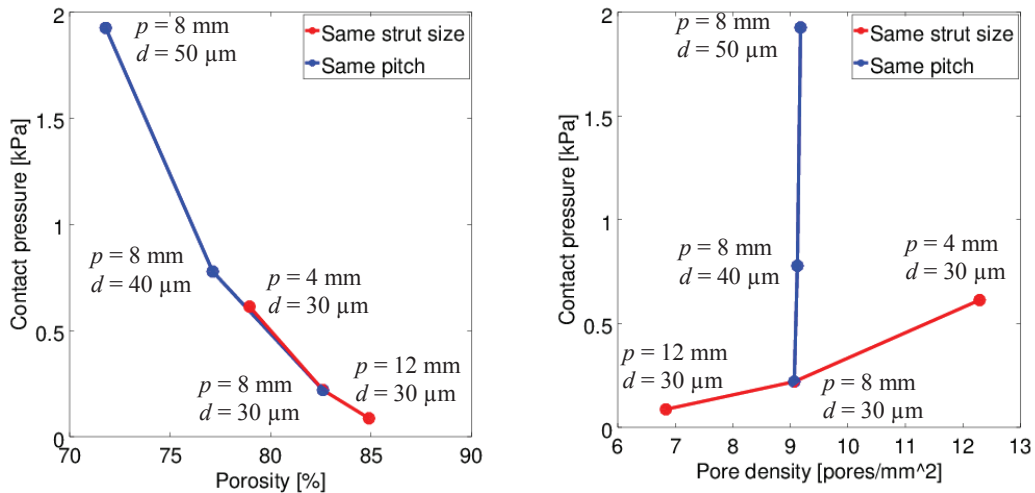 2
1.5
1
0.5
0
Contact pressure [kPa]
70
75
80
85
90
Porosity [%]
Same strut size
Same pitch
p = 8 mm
d = 50 µm
p = 8 mm
d = 40 µm
p = 4 mm
d = 30 µm
p = 8 mm
d = 30 µm
p = 12 mm
d = 30 µm
2
1.5
1
0.5
0
Contact pressure [kPa]
6
7
8
9
10
11
12
13
Pore density [pores/mm^2]
Same strut size
Same pitch
p = 8 mm
d = 50 µm
p = 8 mm
d = 40 µm
p = 4 mm
d = 30 µm
p = 12 mm
d = 30 µm
p = 8 mm
d = 30 µm